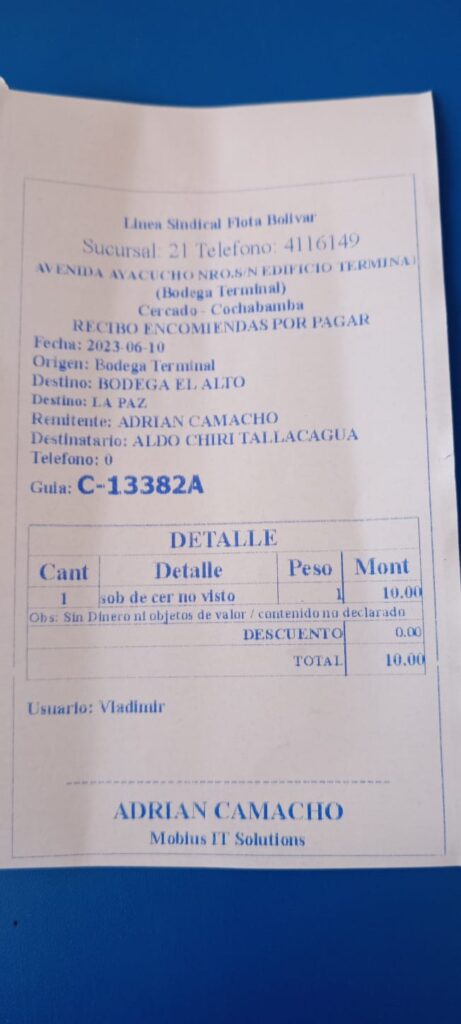 Linea Sindical Flota Bolivar
Sucursal: 21 Telefono: 4116149
AVENIDA AYACUCHO NRO.S/N EDIFICIO TERMINAL
(Bodega Terminal)
Cercado - Cochabamba
RECIBO ENCOMIENDAS POR PAGAR
Fecha: 2023-06-10
Origen: Bodega Terminal
Destino: BODEGA EL ALTO
Destino: LA PAZ
Remitente: ADRIAN CAMACHO
Destinatario: ALDO CHIRI TALLACAGUA
Telefono: 0
Guia: C-13382A
DETALLE
Cant Detalle Peso Mont
1 sob de cer no visto 1 10.00
Obs: Sin Dinero ni objetos de valor / contenido no declarado
DESCUENTO 0.00
TOTAL 10.00
Usuario: Vladimir
ADRIAN CAMACHO
Mobius IT Solutions